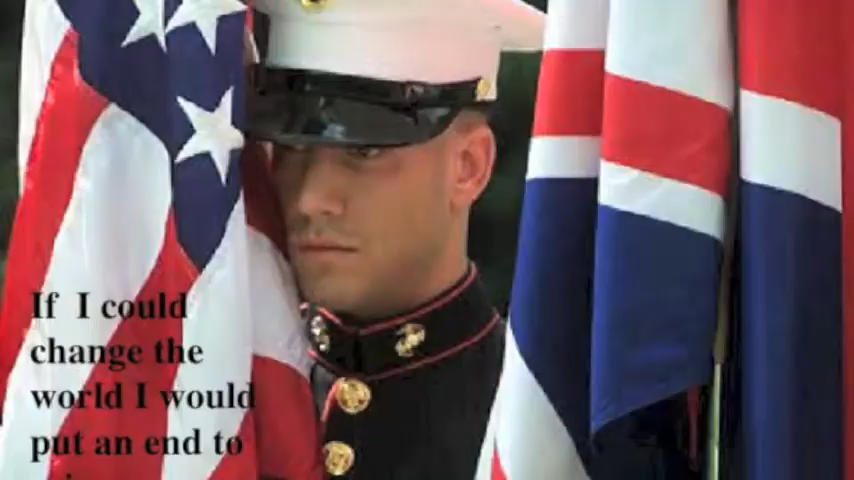 If I could
change the
world I would
put an end to